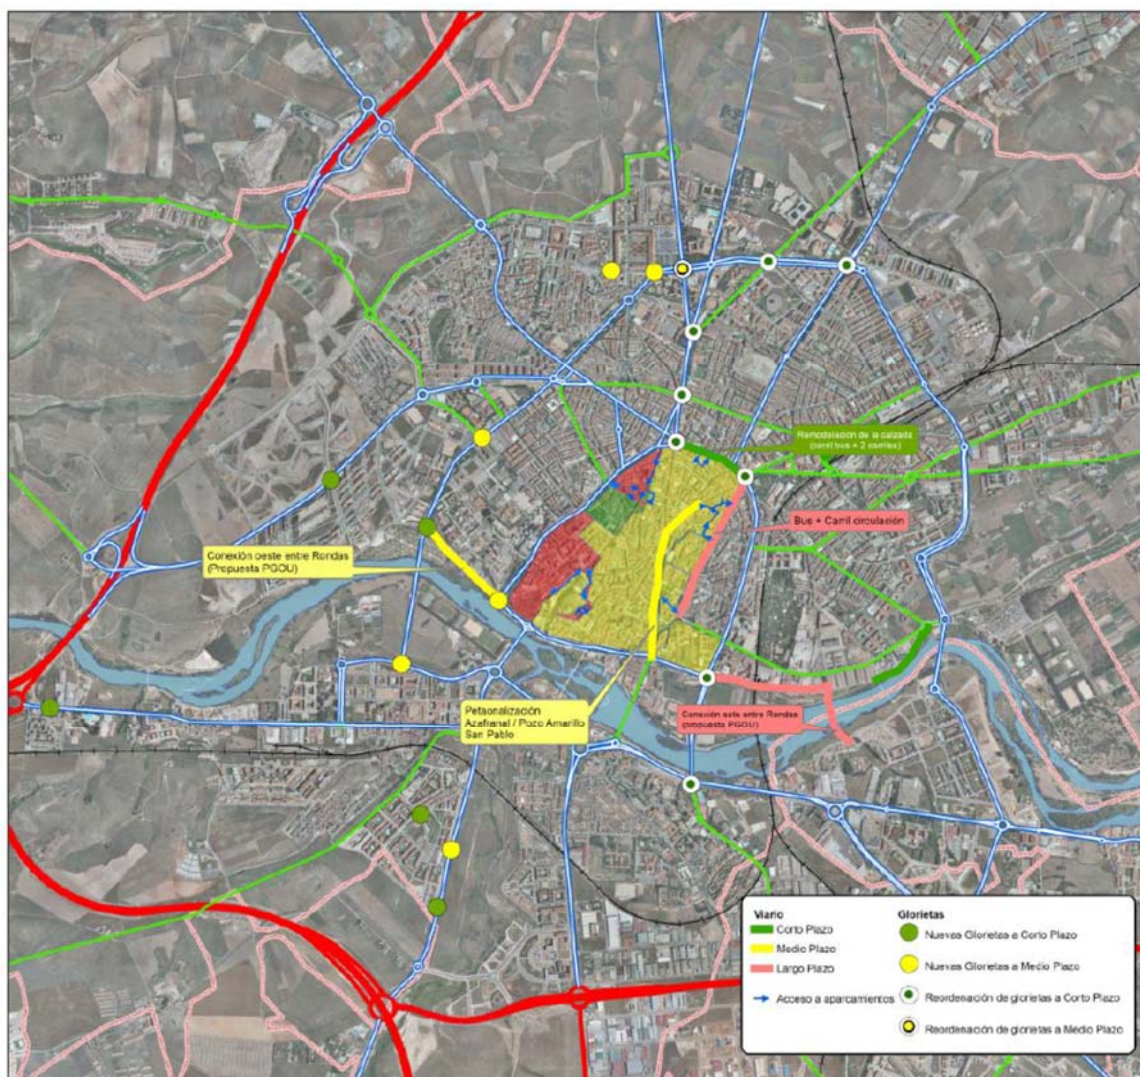 Remodelación de la calzada
(carril bus + 2 carriles)
Bus + Carril circulación
Conexión oeste entre Rondas
(Propuesta PGOU)
Petaonalización
Azafranal / Pozo Amarillo
San Pablo
Conexión este entre Rondas
(propuesta PGOU)
Viario
Corto Plazo
Medio Plazo
Largo Plazo
Acceso a aparcamientos
Glorietas
Nuevas Glorietas a Corto Plazo
Nuevas Glorietas a Medio Plazo
Reordenación de glorietas a Corto Plazo
Reordenación de glorietas a Medio Plazo